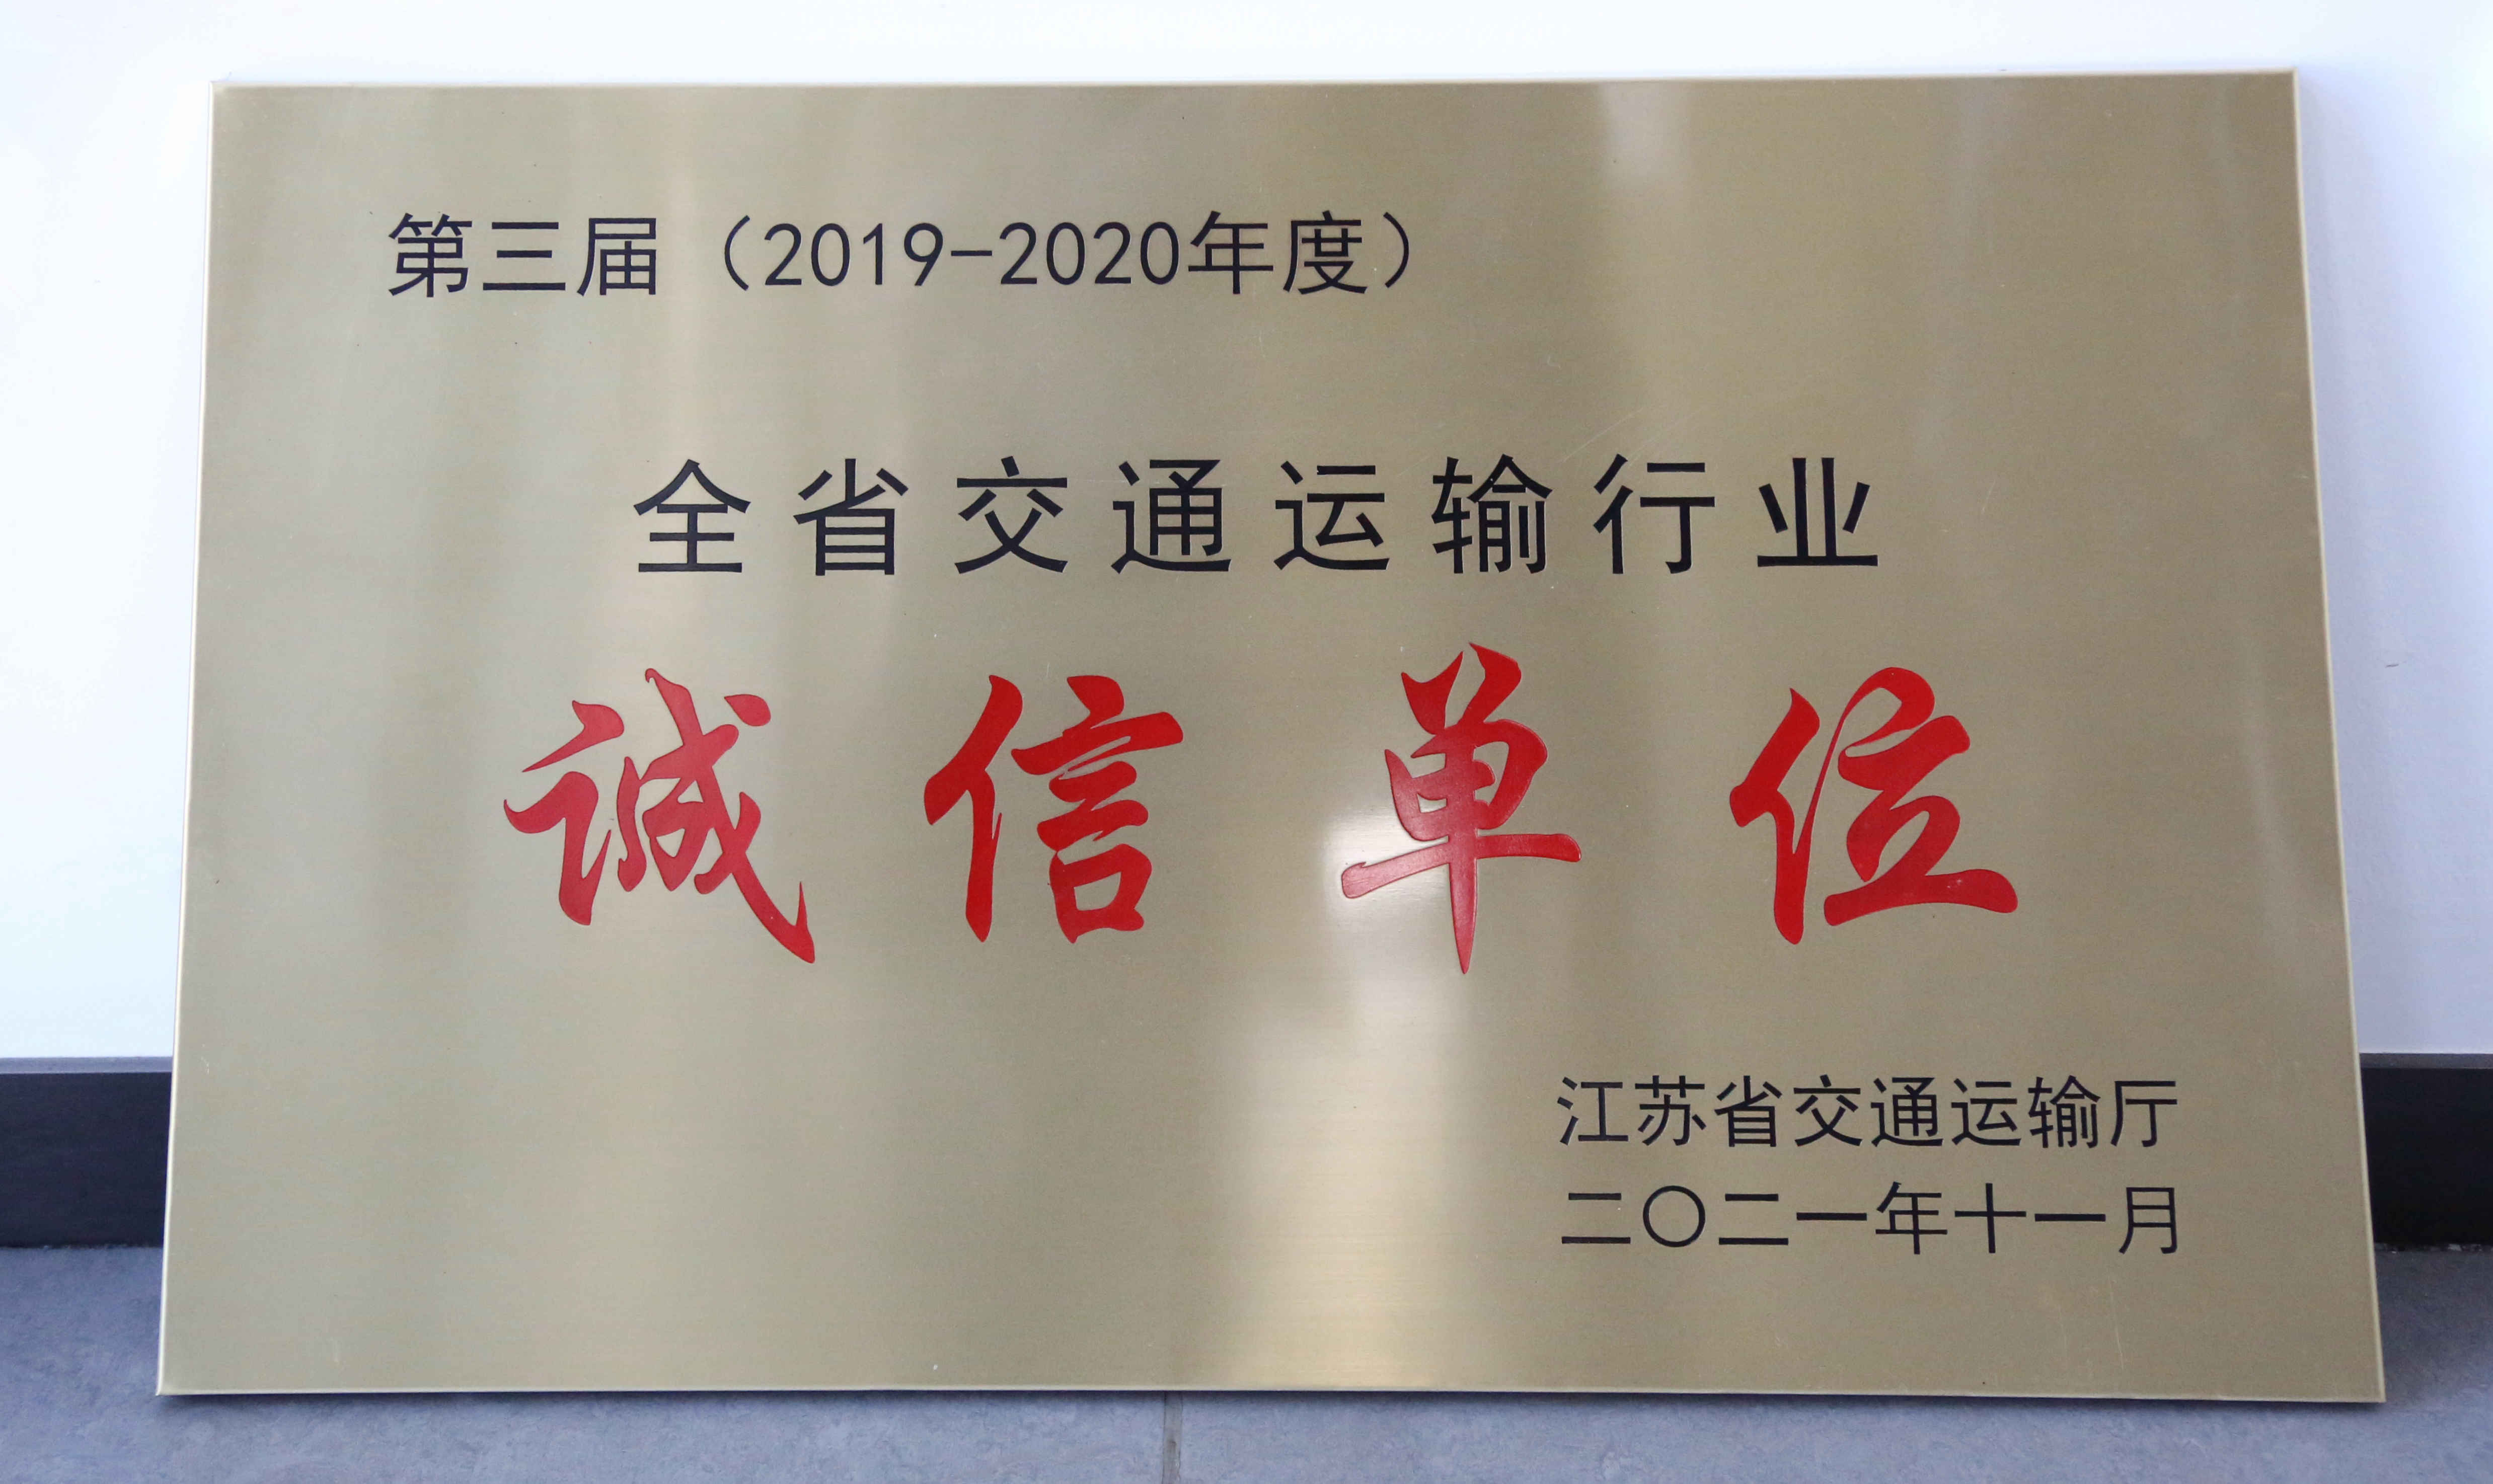 第三届（2019-2020年度）
全省交通运输行业
诚信单位
江苏省交通运输厅
二〇二一年十一月